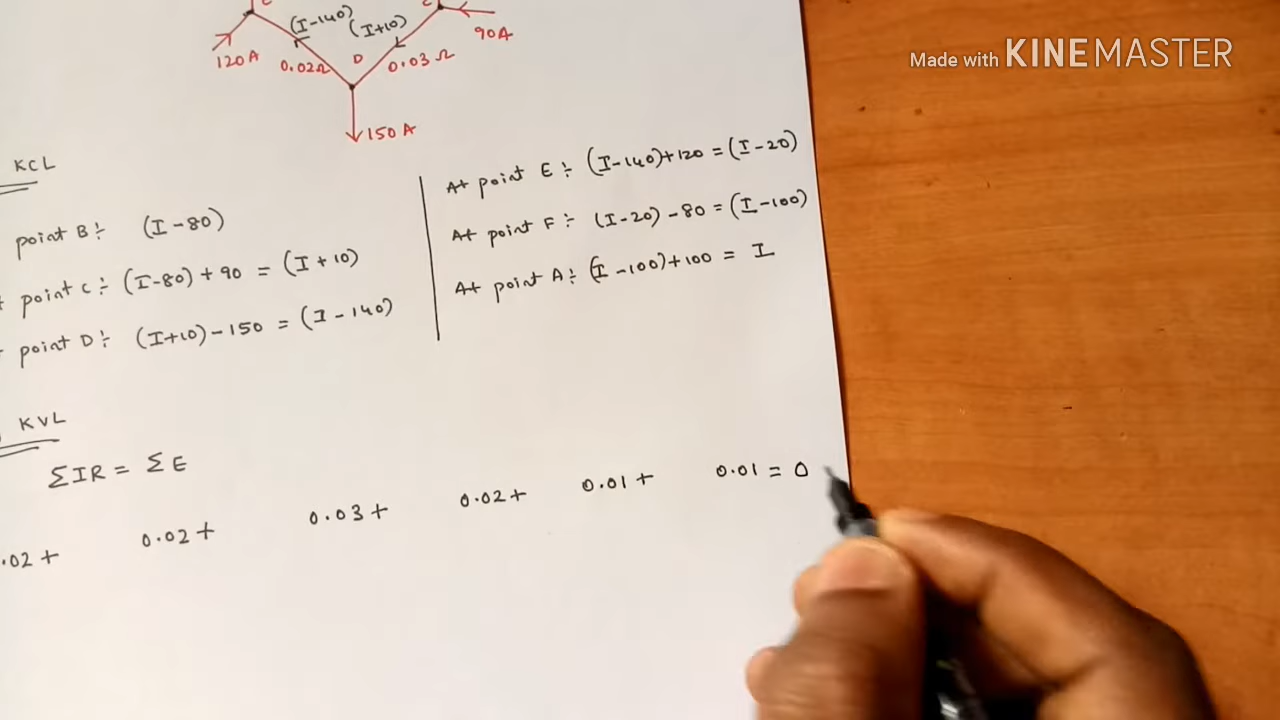 Made with KINEMASTER
C
C
(I-140)
(I+10)
120A
0.02Ω
D
0.03 Ω
90A
150A
KCL
point B÷ (I-80)
point C÷ (I-80)+90 = (I+10)
point D÷ (I+10)-150 = (I-140)
At point E÷ (I-140)+120 = (I-20)
At point F÷ (I-20)-80 = (I-100)
At point A÷ (I-100)+100 = I
KVL
ΣIR = ΣE
.02+ 0.02+ 0.03+ 0.02+ 0.01+ 0.01 = 0